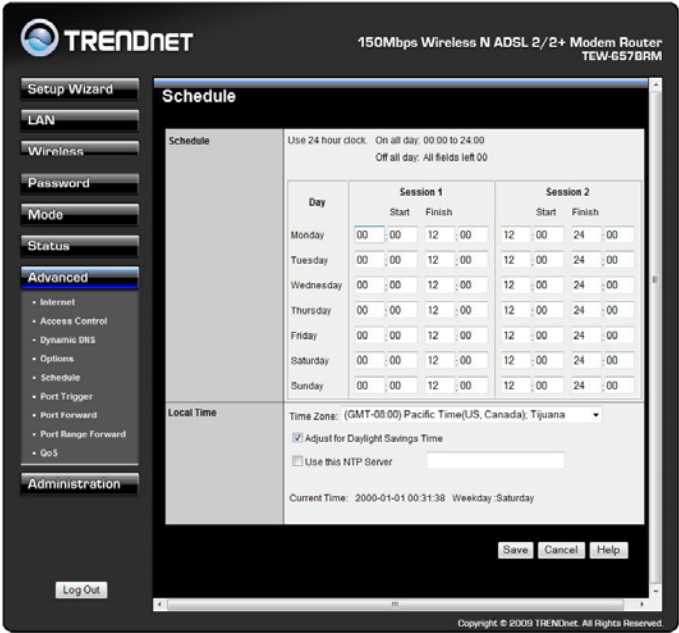 TRENDNET
150Mbps Wireless N ADSL 2/2+ Modem Router
TEW-657BRM
Setup Wizard
LAN
Wireless
Password
Mode
Status
Advanced
• Internet
• Access Control
• Dynamic DNS
• Options
• Schedule
• Port Trigger
• Port Forward
• Port Range Forward
• QoS
Administration
Log Out
Schedule
Schedule
Use 24 hour clock. On all day: 00:00 to 24:00
Off all day: All fields left 00
Day Session 1 Session 2
Start Finish Start Finish
Monday 00 : 00 12 : 00 12 : 00 24 : 00
Tuesday 00 : 00 12 : 00 12 : 00 24 : 00
Wednesday 00 : 00 12 : 00 12 : 00 24 : 00
Thursday 00 : 00 12 : 00 12 : 00 24 : 00
Friday 00 : 00 12 : 00 12 : 00 24 : 00
Saturday 00 : 00 12 : 00 12 : 00 24 : 00
Sunday 00 : 00 12 : 00 12 : 00 24 : 00
Local Time
Time Zone: (GMT-08:00) Pacific Time(US, Canada); Tijuana
Adjust for Daylight Savings Time
Use this NTP Server
Current Time: 2000-01-01 00:31:38 Weekday :Saturday
Save Cancel Help
Copyright © 2009 TRENDnet. All Rights Reserved.